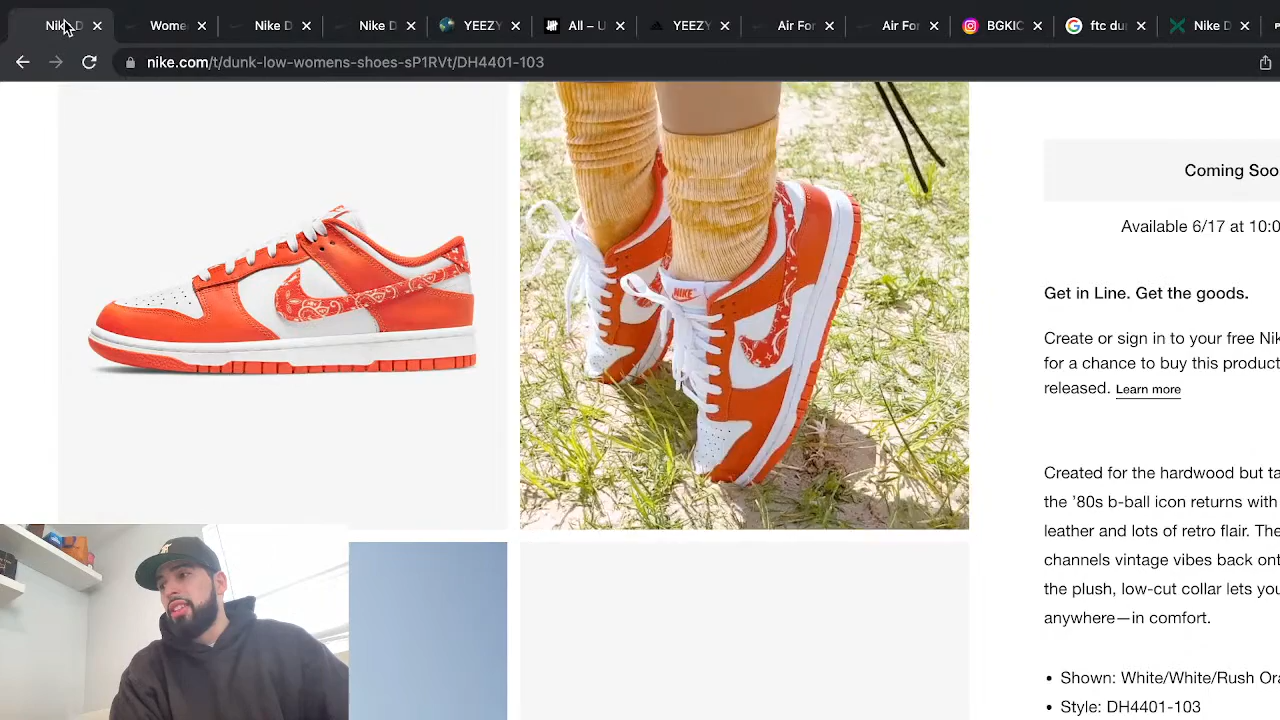 Nike D
Wome
Nike D
Nike D
YEEZY
All – U
YEEZY
Air For
Air For
BGKIC
ftc du
Nike D
nike.com/t/dunk-low-womens-shoes-sP1RVt/DH4401-103
NIKE
Coming Soo
Available 6/17 at 10:0
Get in Line. Get the goods.
Create or sign in to your free Nik
for a chance to buy this product
released. Learn more
Created for the hardwood but ta
the '80s b-ball icon returns with
leather and lots of retro flair. The
channels vintage vibes back ont
the plush, low-cut collar lets you
anywhere—in comfort.
• Shown: White/White/Rush Ora
• Style: DH4401-103